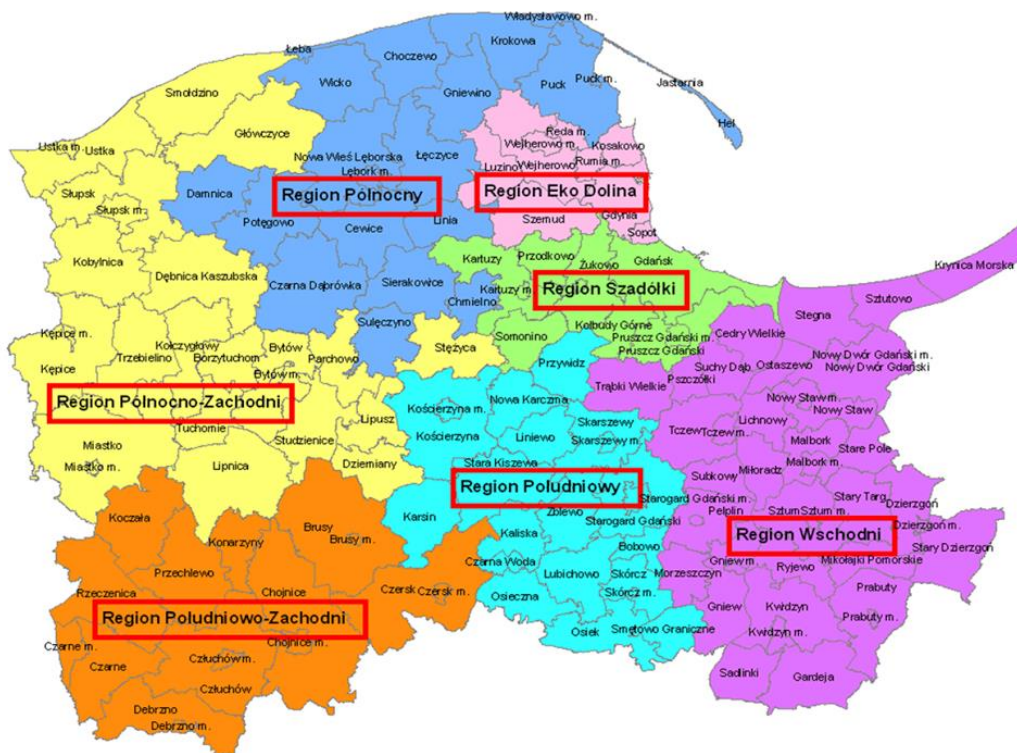 Władysławowo m.
Łeba
Choczewo
Krokowa
Wicko
Puck m.
Jastarnia
Puck
Gniewino
Smołdzino
Hel
Główczyce
Reda m.
Wejherowo m.
Kosakowo
Ustka m.
Ustka
Nowa Wieś Lęborska
Łęczyce
Luzino
Wejherowo
Rumia m.
Lębork m.
Damnica
Region Północny
Region Eko Dolina
Słupsk
Słupsk m.
Potęgowo
Cewice
Linia
Szemud
Gdynia
Sopot
Kobylnica
Dębnica Kaszubska
Kartuzy
Przodkowo
Żukowo
Gdańsk
Krynica Morska
Czarna Dąbrówka
Sierakowice
Kartuzy m.
Region Szadółki
Chmielno
Sztutowo
Stegna
Sulęczyno
Kępice m.
Kołczygłowy
Kolbudy Górne
Somonino
Pruszcz Gdański m.
Cedry Wielkie
Trzebielino
Borzytuchom
Bytów
Parchowo
Stężyca
Pruszcz Gdański
Nowy Dwór Gdański m.
Kępice
Bytów m.
Przywidz
Suchy Dąb
Ostaszewo
Nowy Dwór Gdański
Trąbki Wielkie
Pszczółki
Region Północno-Zachodni
Kościerzyna m.
Nowa Karczma
Nowy Staw m.
Lipusz
Skarszewy
Lichnowy
Nowy Staw
Tuchomie
Kościerzyna
Liniewo
Skarszewy m.
Tczew
Tczew m.
Miastko
Studzienice
Malbork
Stare Pole
Miastko m.
Lipnica
Dziemiany
Stara Kiszewa
Miłoradz
Malbork m.
Subkowy
Region Południowy
Starogard Gdański m.
Stary Targ
Dzierzgoń
Karsin
Zblewo
Pelplin
Sztum
Sztum m.
Koczała
Brusy
Starogard Gdański
Dzierzgoń m.
Konarzyny
Brusy m.
Kaliska
Region Wschodni
Bobowo
Stary Dzierzgoń
Przechlewo
Czarna Woda
Gniew m.
Mikołajki Pomorskie
Lubichowo
Skórcz
Morzeszczyn
Ryjewo
Rzeczenica
Chojnice
Czersk
Czersk m.
Osieczna
Skórcz m.
Prabuty
Region Południowo-Zachodni
Gniew
Kwidzyn
Prabuty m.
Czarne m.
Chojnice m.
Osiek
Smętowo Graniczne
Kwidzyn m.
Czarne
Człuchów m.
Sadlinki
Gardeja
Człuchów
Debrzno
Debrzno m.